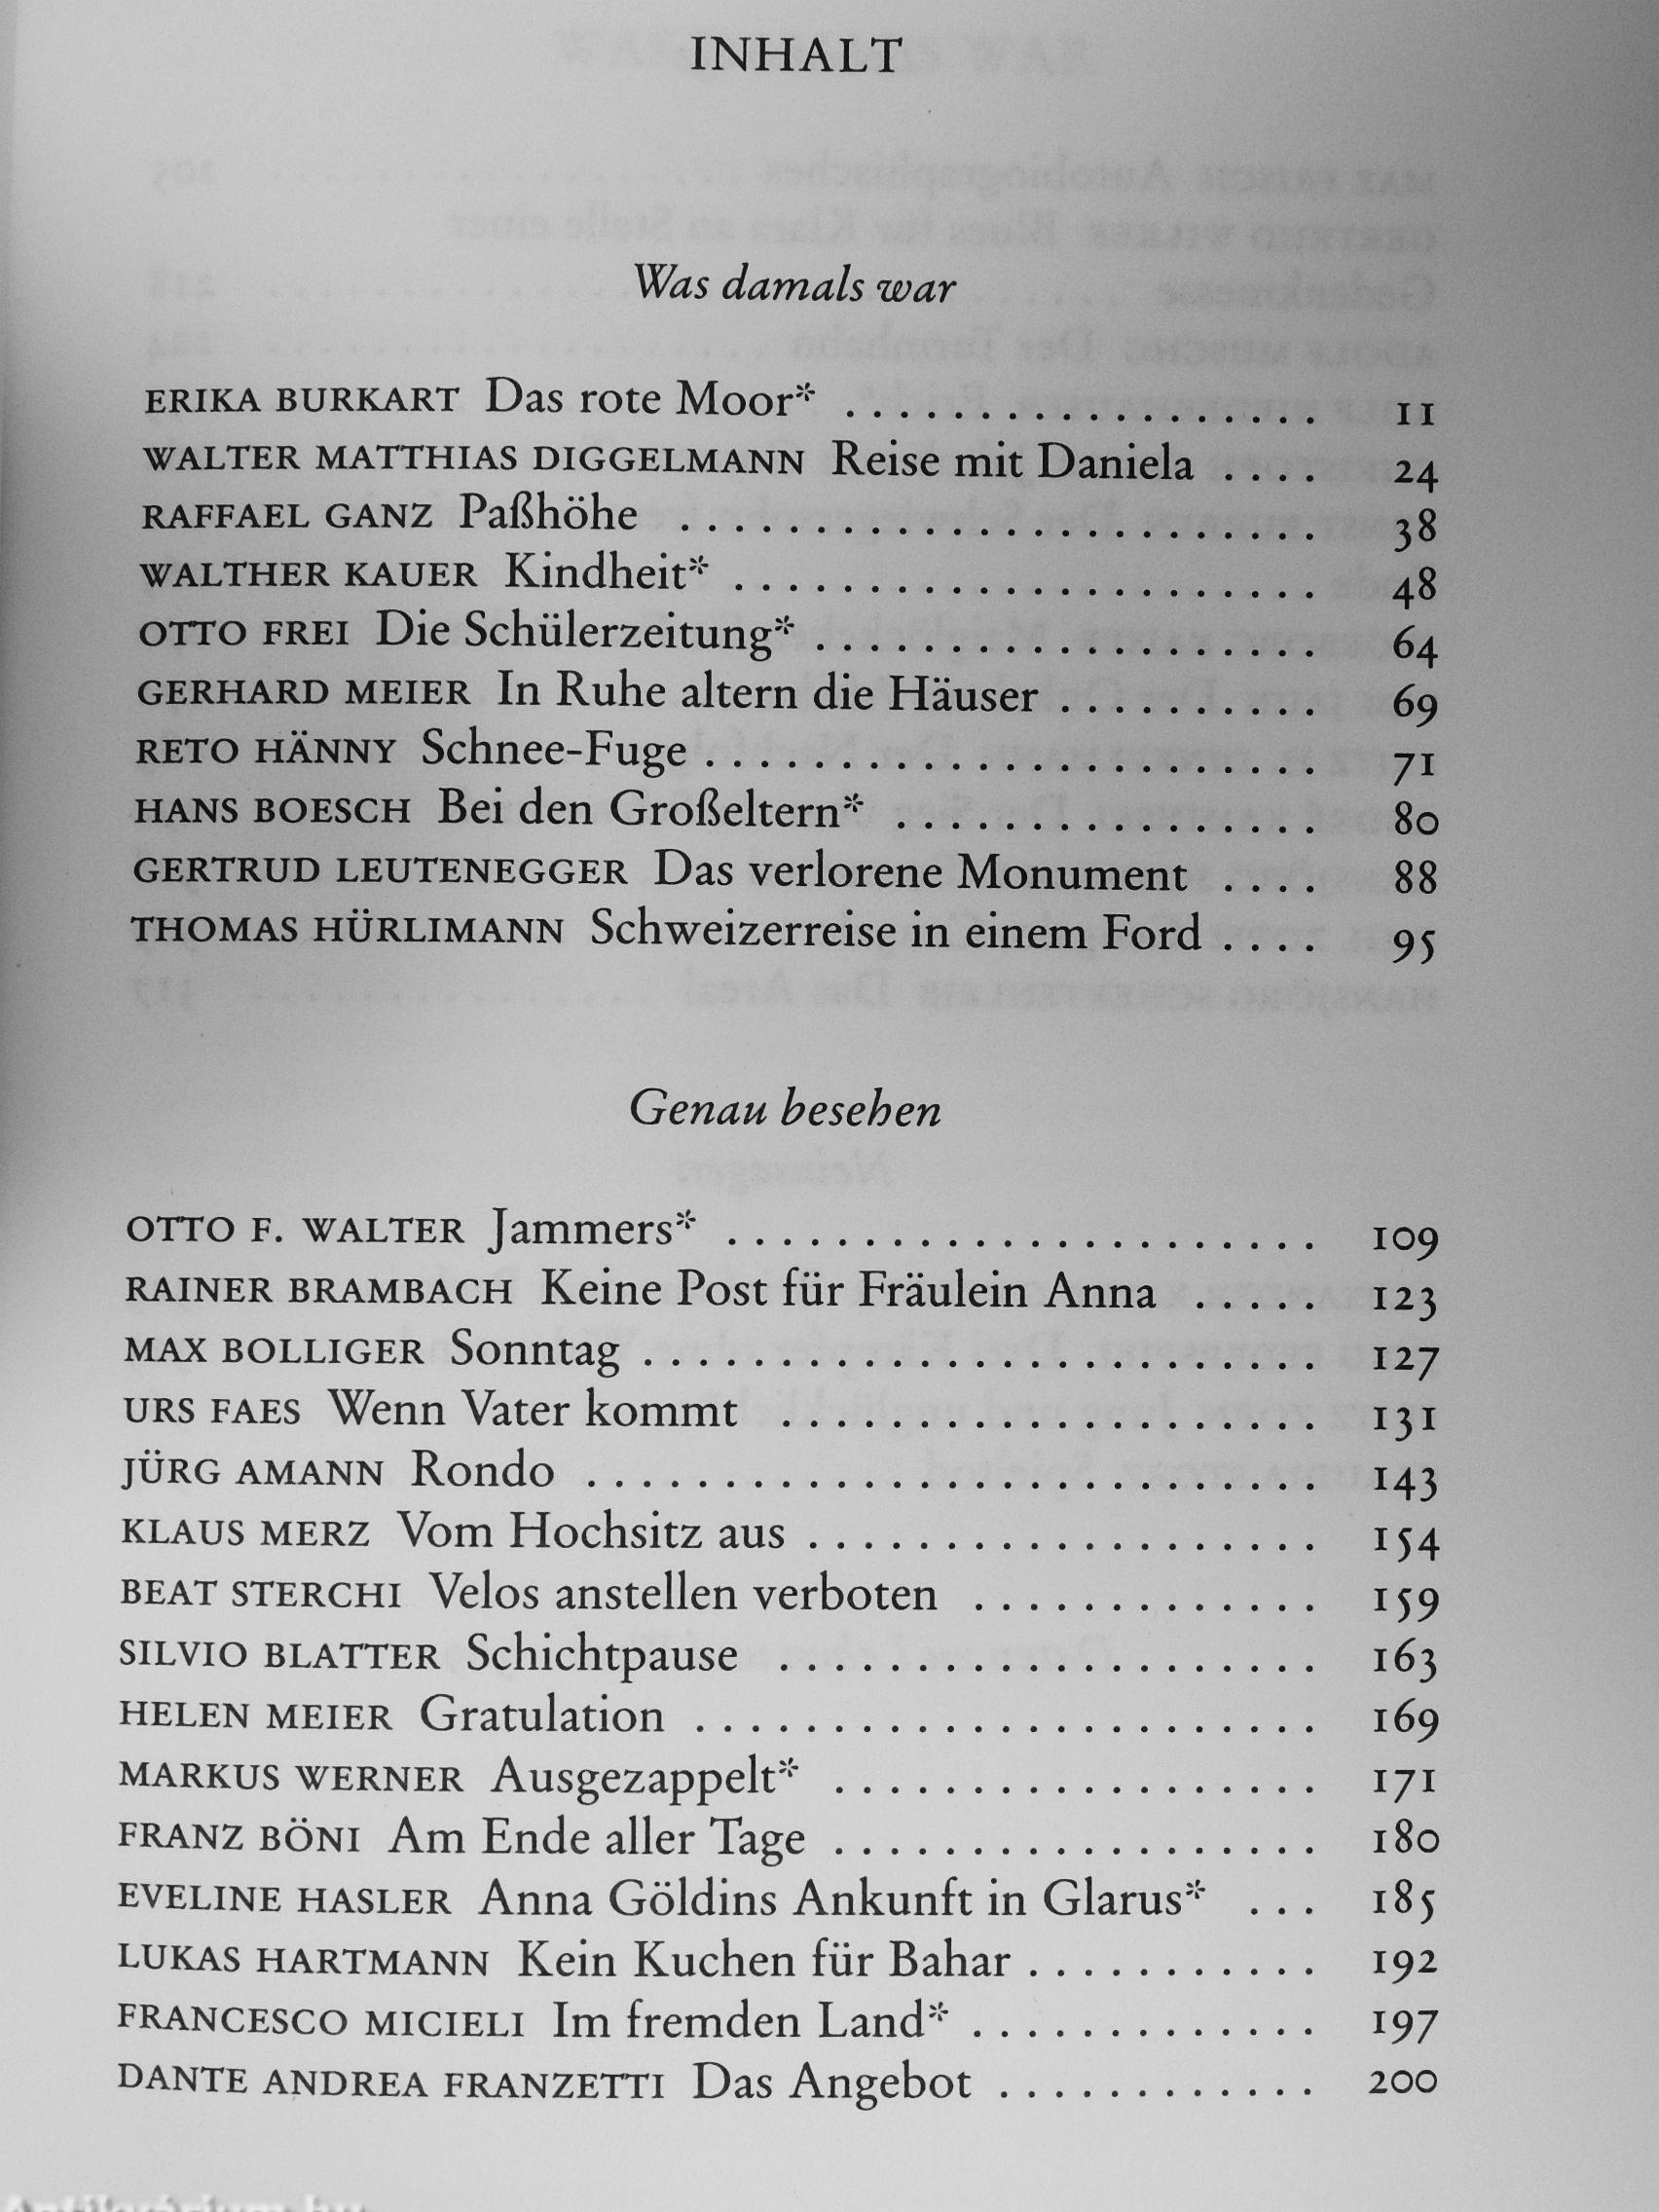 INHALT
Was damals war
ERIKA BURKART Das rote Moor* . . . . . . . . . . . . . . . . . . 11
WALTER MATTHIAS DIGGELMANN Reise mit Daniela . . . . 24
RAFFAEL GANZ Paßhöhe . . . . . . . . . . . . . . . . . . . . . . . . 38
WALTHER KAUER Kindheit* . . . . . . . . . . . . . . . . . . . . . . 48
OTTO FREI Die Schülerzeitung* . . . . . . . . . . . . . . . . . . . 64
GERHARD MEIER In Ruhe altern die Häuser . . . . . . . . . . 69
RETO HÄNNY Schnee-Fuge . . . . . . . . . . . . . . . . . . . . . . . 71
HANS BOESCH Bei den Großeltern* . . . . . . . . . . . . . . . . 80
GERTRUD LEUTENEGGER Das verlorene Monument . . . . 88
THOMAS HÜRLIMANN Schweizerreise in einem Ford . . . . 95
Genau besehen
OTTO F. WALTER Jammers* . . . . . . . . . . . . . . . . . . . . . . 109
RAINER BRAMBACH Keine Post für Fräulein Anna . . . . . 123
MAX BOLLIGER Sonntag . . . . . . . . . . . . . . . . . . . . . . . . . 127
URS FAES Wenn Vater kommt . . . . . . . . . . . . . . . . . . . . 131
JÜRG AMANN Rondo . . . . . . . . . . . . . . . . . . . . . . . . . . . 143
KLAUS MERZ Vom Hochsitz aus . . . . . . . . . . . . . . . . . . . 154
BEAT STERCHI Velos anstellen verboten . . . . . . . . . . . . . 159
SILVIO BLATTER Schichtpause . . . . . . . . . . . . . . . . . . . . 163
HELEN MEIER Gratulation . . . . . . . . . . . . . . . . . . . . . . . 169
MARKUS WERNER Ausgezappelt* . . . . . . . . . . . . . . . . . . 171
FRANZ BÖNI Am Ende aller Tage . . . . . . . . . . . . . . . . . . 180
EVELINE HASLER Anna Göldins Ankunft in Glarus* . . . 185
LUKAS HARTMANN Kein Kuchen für Bahar . . . . . . . . . . . 192
FRANCESCO MICIELI Im fremden Land* . . . . . . . . . . . . . 197
DANTE ANDREA FRANZETTI Das Angebot . . . . . . . . . . . . 200